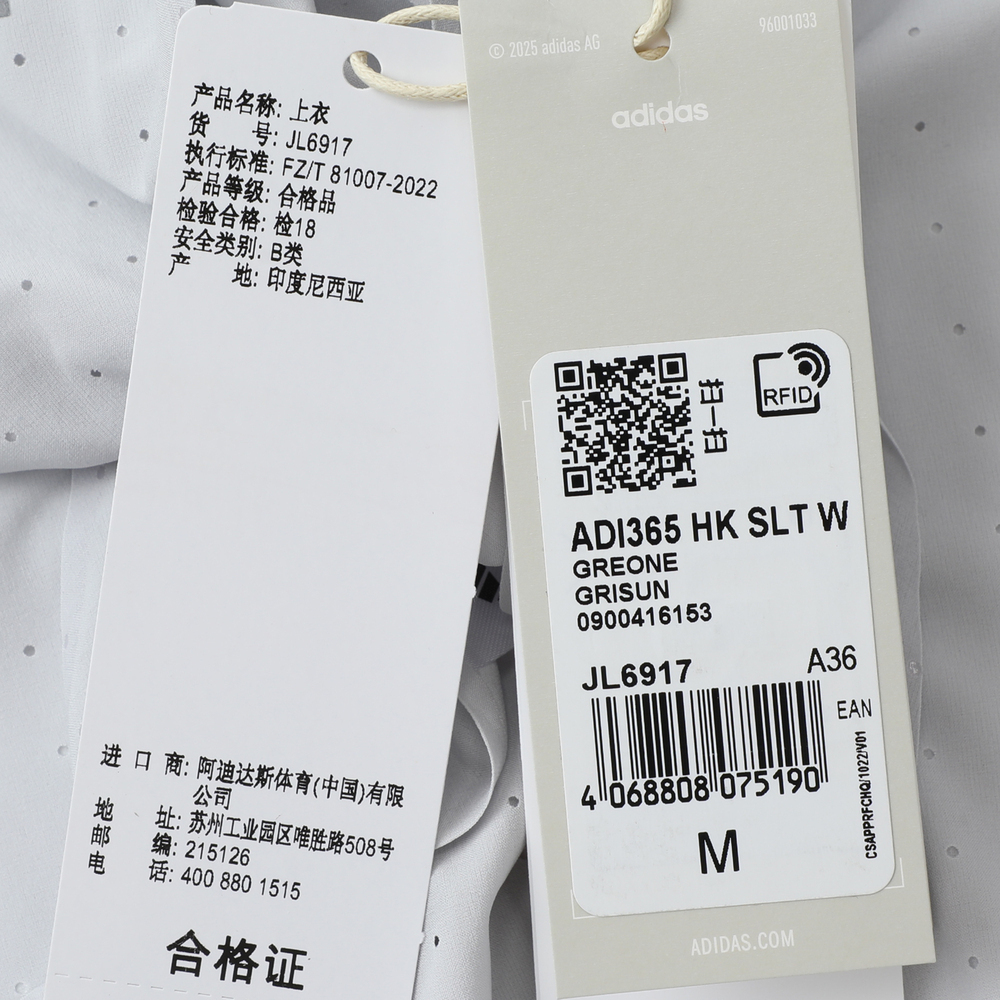 产品名称: 上衣
货 号: JL6917
执行标准: FZ/T 81007-2022
产品等级: 合格品
检验合格: 检18
安全类别: B类
产 地: 印度尼西亚
进 口 商: 阿迪达斯体育(中国)有限
公司
地 址: 苏州工业园区唯胜路508号
邮 编: 215126
电 话: 400 880 1515
合格证
© 2025 adidas AG
96001033
adidas
RFID
ADI365 HK SLT W
GREONE
GRISUN
0900416153
JL6917
A36
EAN
4 068808 075190
CSAPPRFCHQ/1022/V01
M
ADIDAS.COM